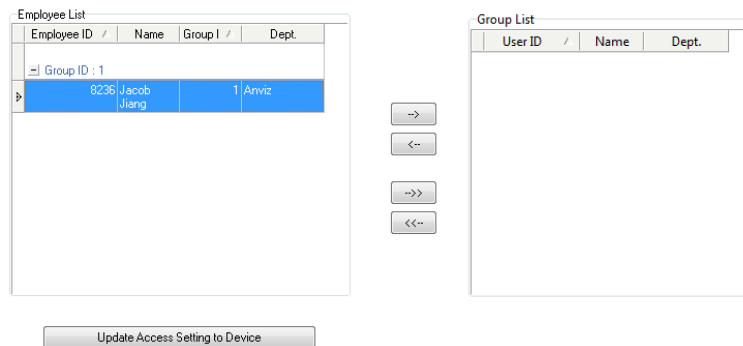 Employee List
Employee ID Name Group I Dept.
Group ID : 1
8236 Jacob Jiang 1 Anviz
-->
<--
-->>
<<--
Group List
User ID Name Dept.
Update Access Setting to Device